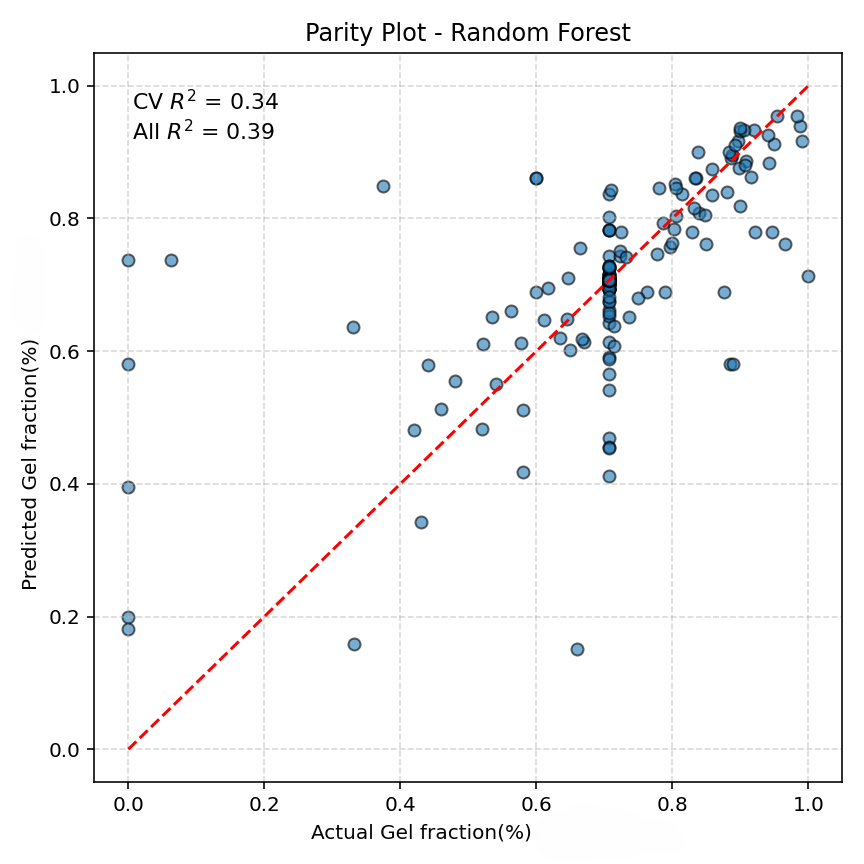 Parity Plot - Random Forest
CV R² = 0.34
All R² = 0.39
Predicted Gel fraction(%)
1.0
0.8
0.6
0.4
0.2
0.0
0.0 0.2 0.4 0.6 0.8 1.0
Actual Gel fraction(%)